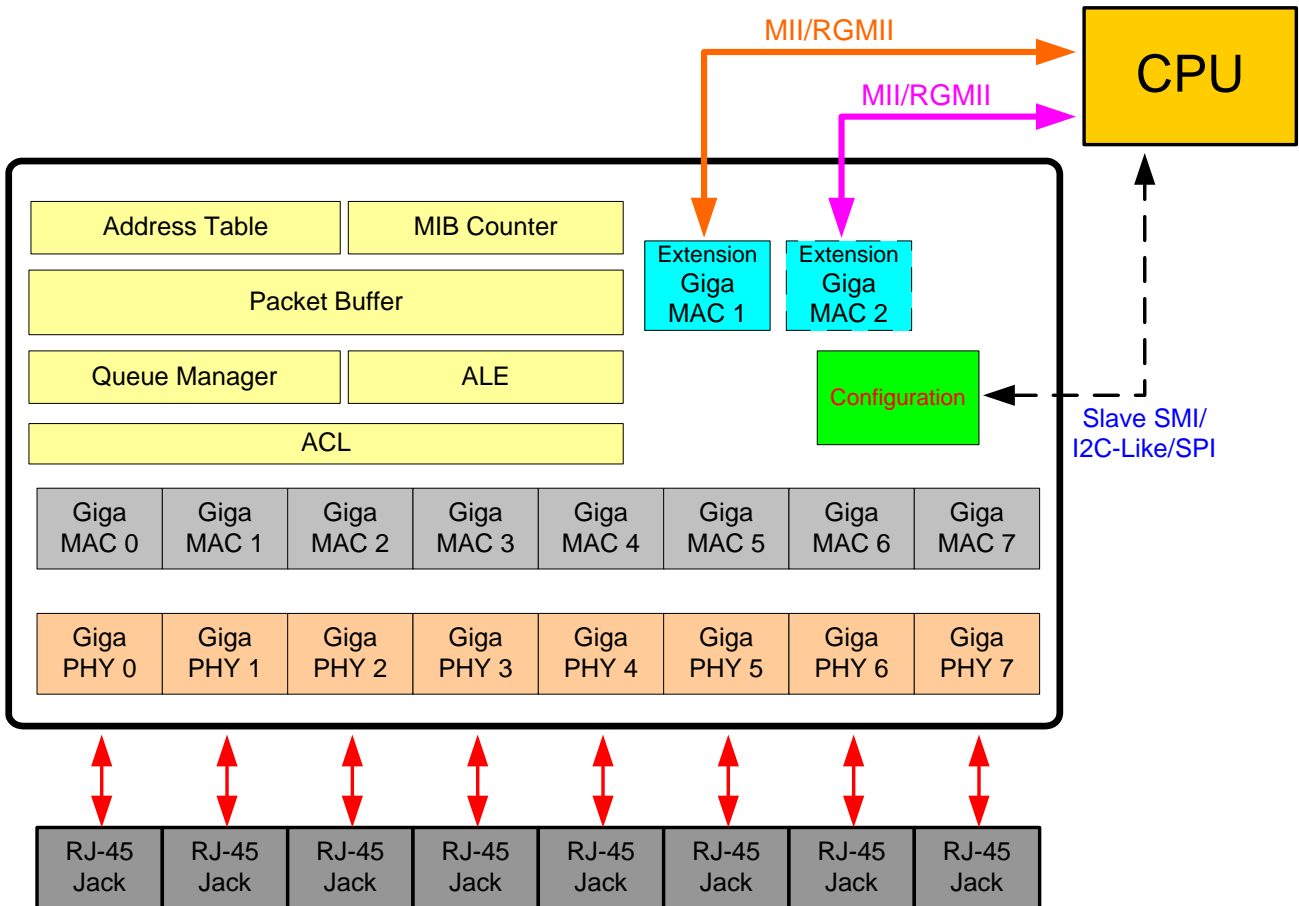 MII/RGMII
CPU
MII/RGMII
Address Table
MIB Counter
Extension
Giga
MAC 1
Extension
Giga
MAC 2
Packet Buffer
Queue Manager
ALE
Configuration
Slave SMI/
I2C-Like/SPI
ACL
Giga
MAC 0
Giga
MAC 1
Giga
MAC 2
Giga
MAC 3
Giga
MAC 4
Giga
MAC 5
Giga
MAC 6
Giga
MAC 7
Giga
PHY 0
Giga
PHY 1
Giga
PHY 2
Giga
PHY 3
Giga
PHY 4
Giga
PHY 5
Giga
PHY 6
Giga
PHY 7
RJ-45
Jack
RJ-45
Jack
RJ-45
Jack
RJ-45
Jack
RJ-45
Jack
RJ-45
Jack
RJ-45
Jack
RJ-45
Jack